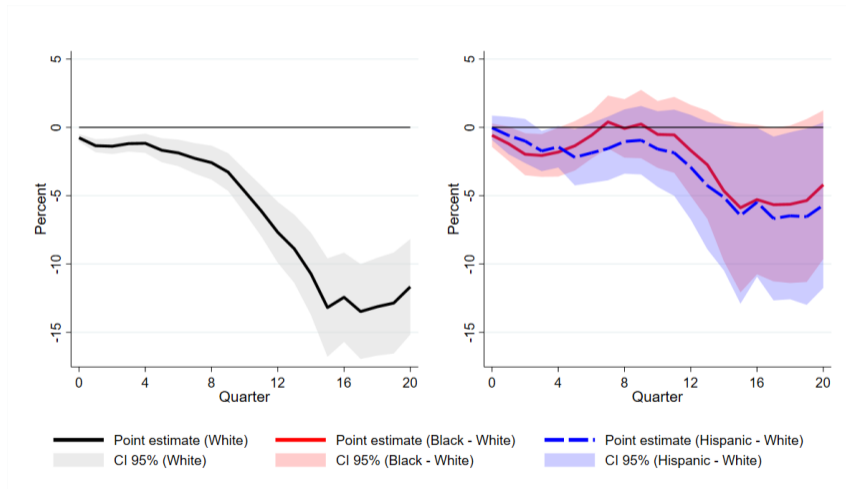 5
0
-5
-10
-15
Percent
0 4 8 12 16 20
Quarter
5
0
-5
-10
-15
Percent
0 4 8 12 16 20
Quarter
Point estimate (White) Point estimate (Black - White) Point estimate (Hispanic - White)
CI 95% (White) CI 95% (Black - White) CI 95% (Hispanic - White)